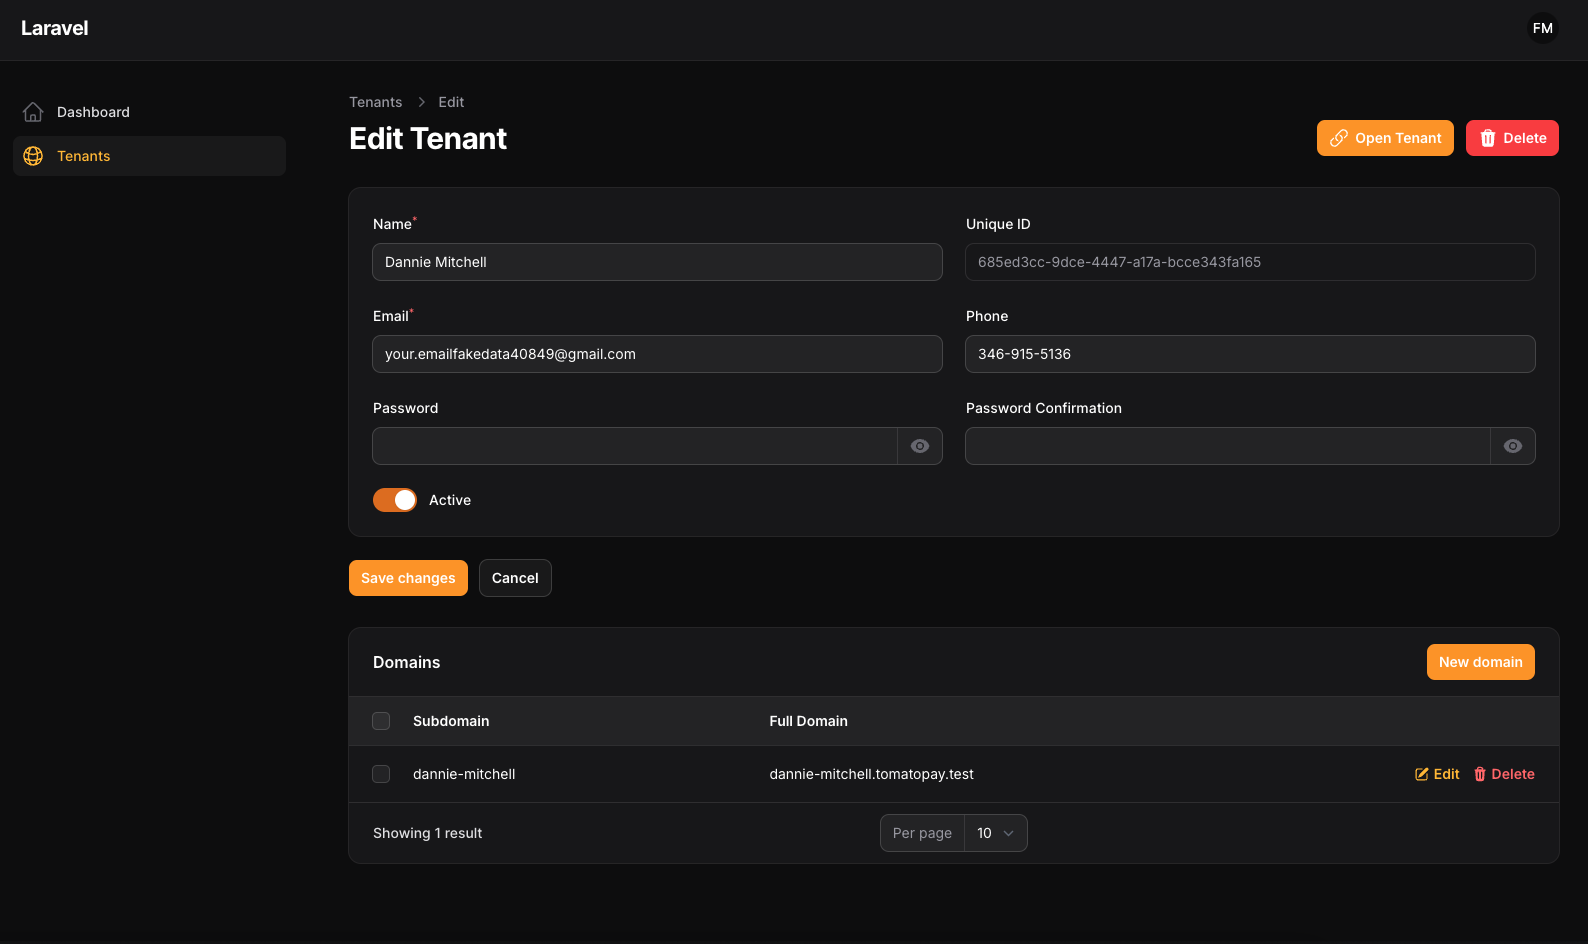 Laravel
FM
Dashboard
Tenants
Tenants > Edit
Edit Tenant
Open Tenant
Delete
Name*
Unique ID
Dannie Mitchell
685ed3cc-9dce-4447-a17a-bcce343fa165
Email*
Phone
your.emailfakedata40849@gmail.com
346-915-5136
Password
Password Confirmation
Active
Save changes
Cancel
Domains
New domain
Subdomain
Full Domain
dannie-mitchell
dannie-mitchell.tomatopay.test
Edit
Delete
Showing 1 result
Per page
10